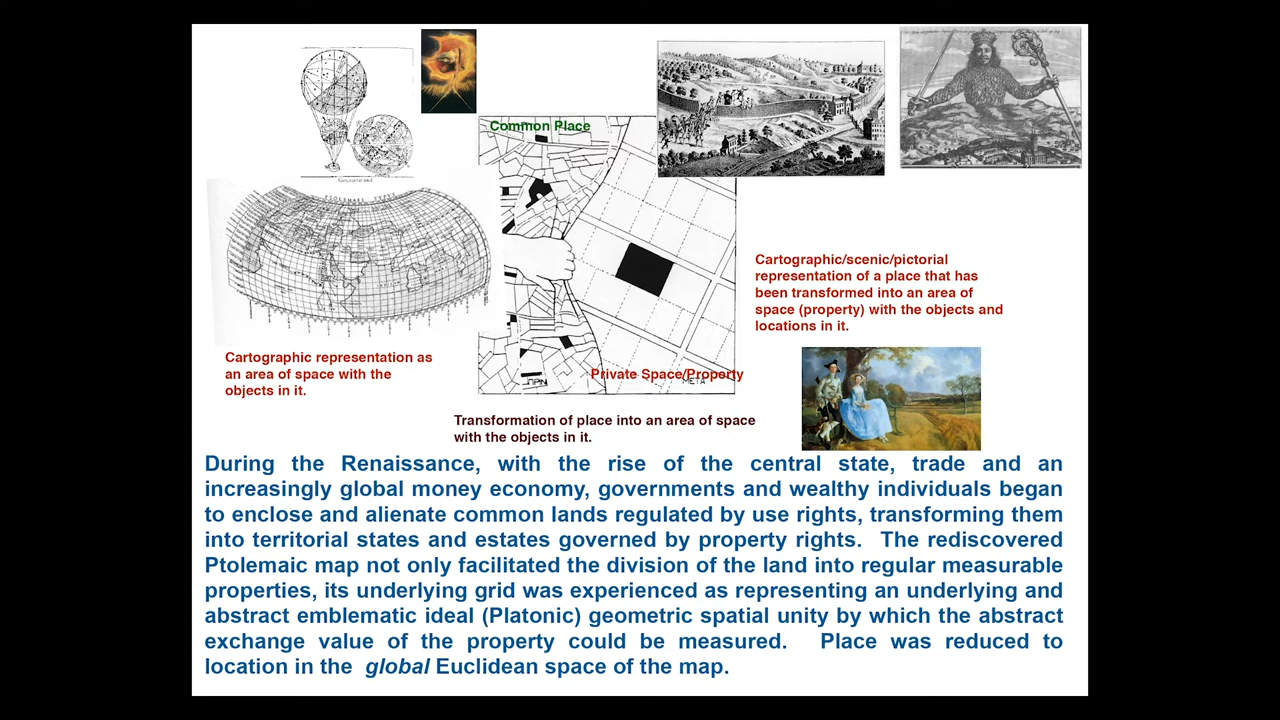 Common Place
Cartographic/scenic/pictorial
representation of a place that has
been transformed into an area of
space (property) with the objects and
locations in it.
Cartographic representation as
an area of space with the
objects in it.
Private Space/Property
META
Transformation of place into an area of space
with the objects in it.
During the Renaissance, with the rise of the central state, trade and an
increasingly global money economy, governments and wealthy individuals began
to enclose and alienate common lands regulated by use rights, transforming them
into territorial states and estates governed by property rights. The rediscovered
Ptolemaic map not only facilitated the division of the land into regular measurable
properties, its underlying grid was experienced as representing an underlying and
abstract emblematic ideal (Platonic) geometric spatial unity by which the abstract
exchange value of the property could be measured. Place was reduced to
location in the global Euclidean space of the map.